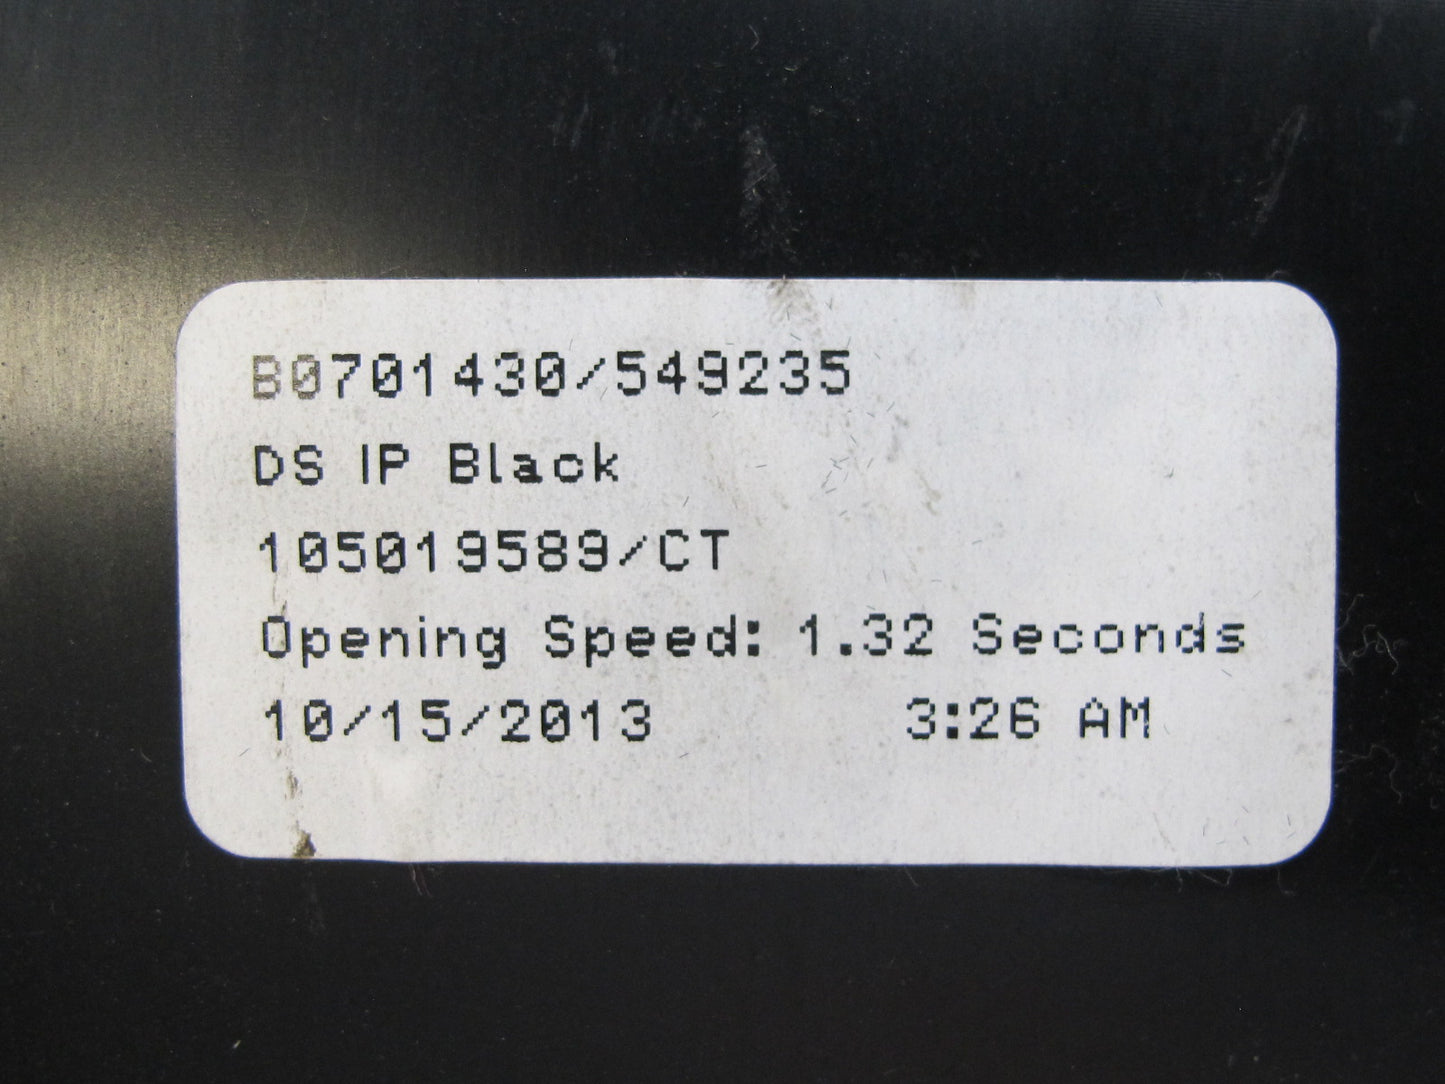 B0701430/549235
DS IP Black
105019589/CT
Opening Speed: 1.32 Seconds
10/15/2013 3:26 AM